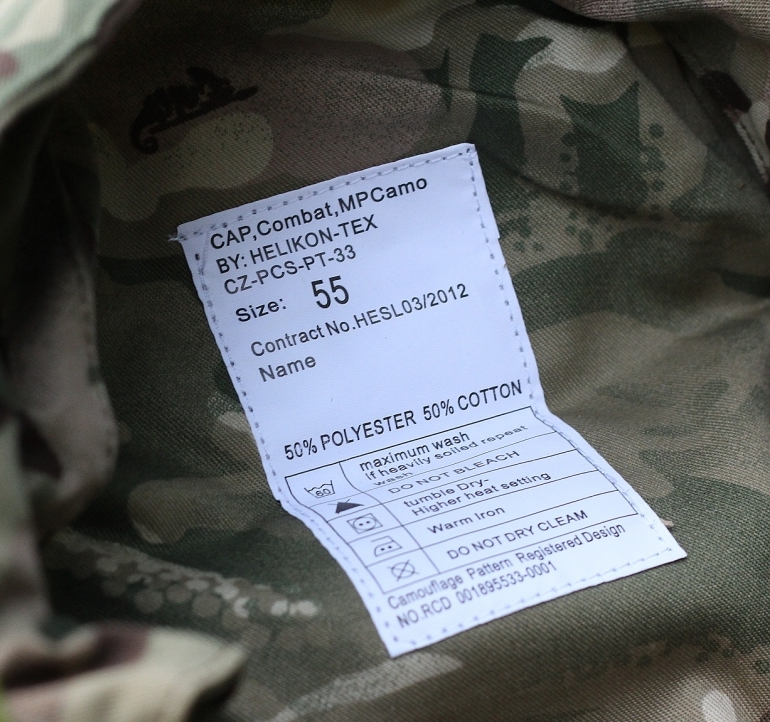 CAP,Combat,MPCamo
BY: HELIKON-TEX
CZ-PCS-PT-33
Size: 55
Contract No.HESL03/2012
Name
50% POLYESTER 50% COTTON
60
maximum wash
if heavily soiled repeat
wash
DO NOT BLEACH
tumble Dry-
Higher heat setting
Warm Iron
DO NOT DRY CLEAM
Camouflage Pattern Registered Design
NO.RCD 001895533-0001